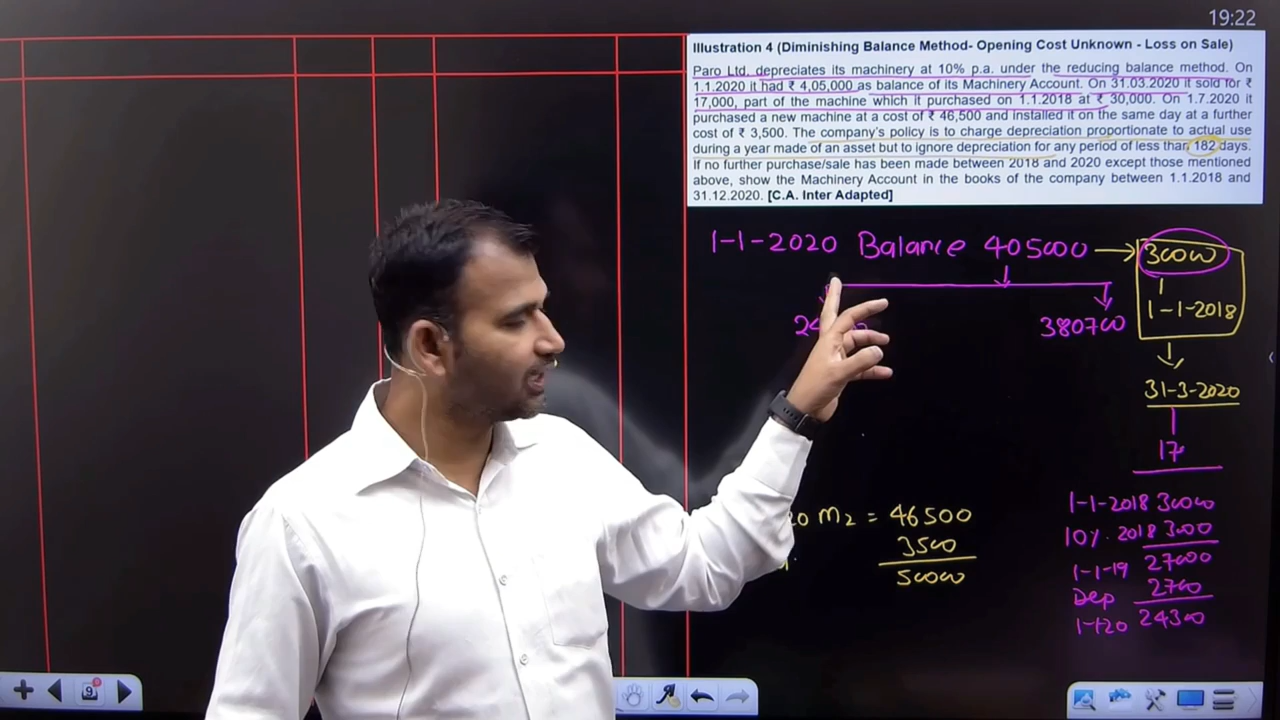 19:22
Illustration 4 (Diminishing Balance Method- Opening Cost Unknown - Loss on Sale)
Paro Ltd. depreciates its machinery at 10% p.a. under the reducing balance method. On
1.1.2020 it had ₹ 4,05,000 as balance of its Machinery Account. On 31.03.2020 it sold for ₹
17,000, part of the machine which it purchased on 1.1.2018 at ₹ 30,000. On 1.7.2020 it
purchased a new machine at a cost of ₹ 46,500 and installed it on the same day at a further
cost of ₹ 3,500. The company's policy is to charge depreciation proportionate to actual use
during a year made of an asset but to ignore depreciation for any period of less than 182 days.
If no further purchase/sale has been made between 2018 and 2020 except those mentioned
above, show the Machinery Account in the books of the company between 1.1.2018 and
31.12.2020. [C.A. Inter Adapted]
1-1-2020 Balance 405000
30000
1-1-2018
380700
31-3-2020
17
M2 = 46500
3500
50000
1-1-2018 30000
10%. 2018 3000
1-1-19 27000
Dep 2700
1-1-20 24300
9